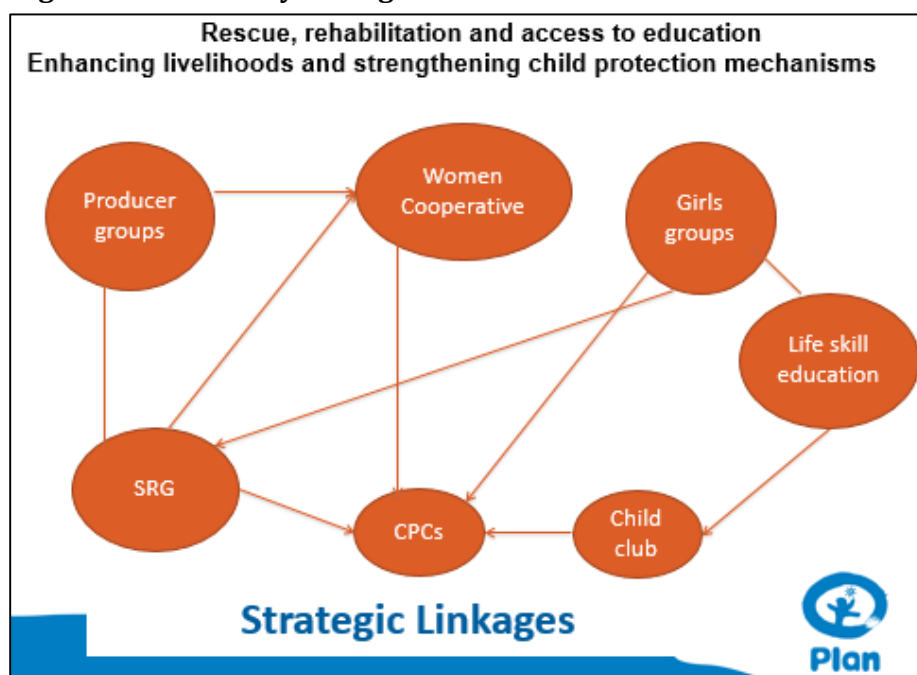 Rescue, rehabilitation and access to education
Enhancing livelihoods and strengthening child protection mechanisms
Producer
groups
Women
Cooperative
Girls
groups
Life skill
education
SRG
CPCs
Child
club
Strategic Linkages
Plan